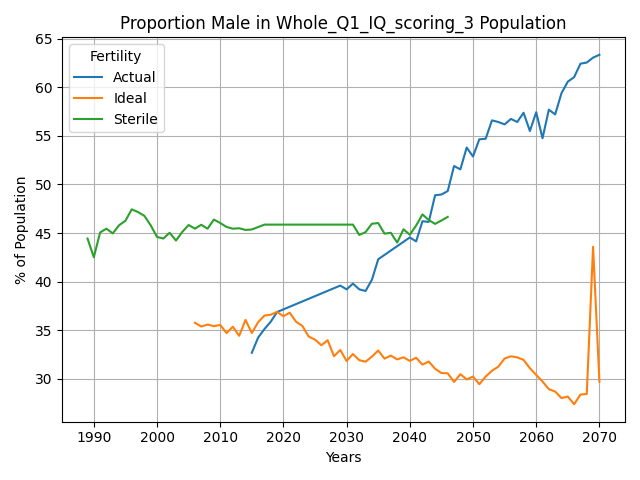 Proportion Male in Whole_Q1_IQ_scoring_3 Population
65
60
55
50
45
40
35
30
% of Population
Fertility
Actual
Ideal
Sterile
1990 2000 2010 2020 2030 2040 2050 2060 2070
Years